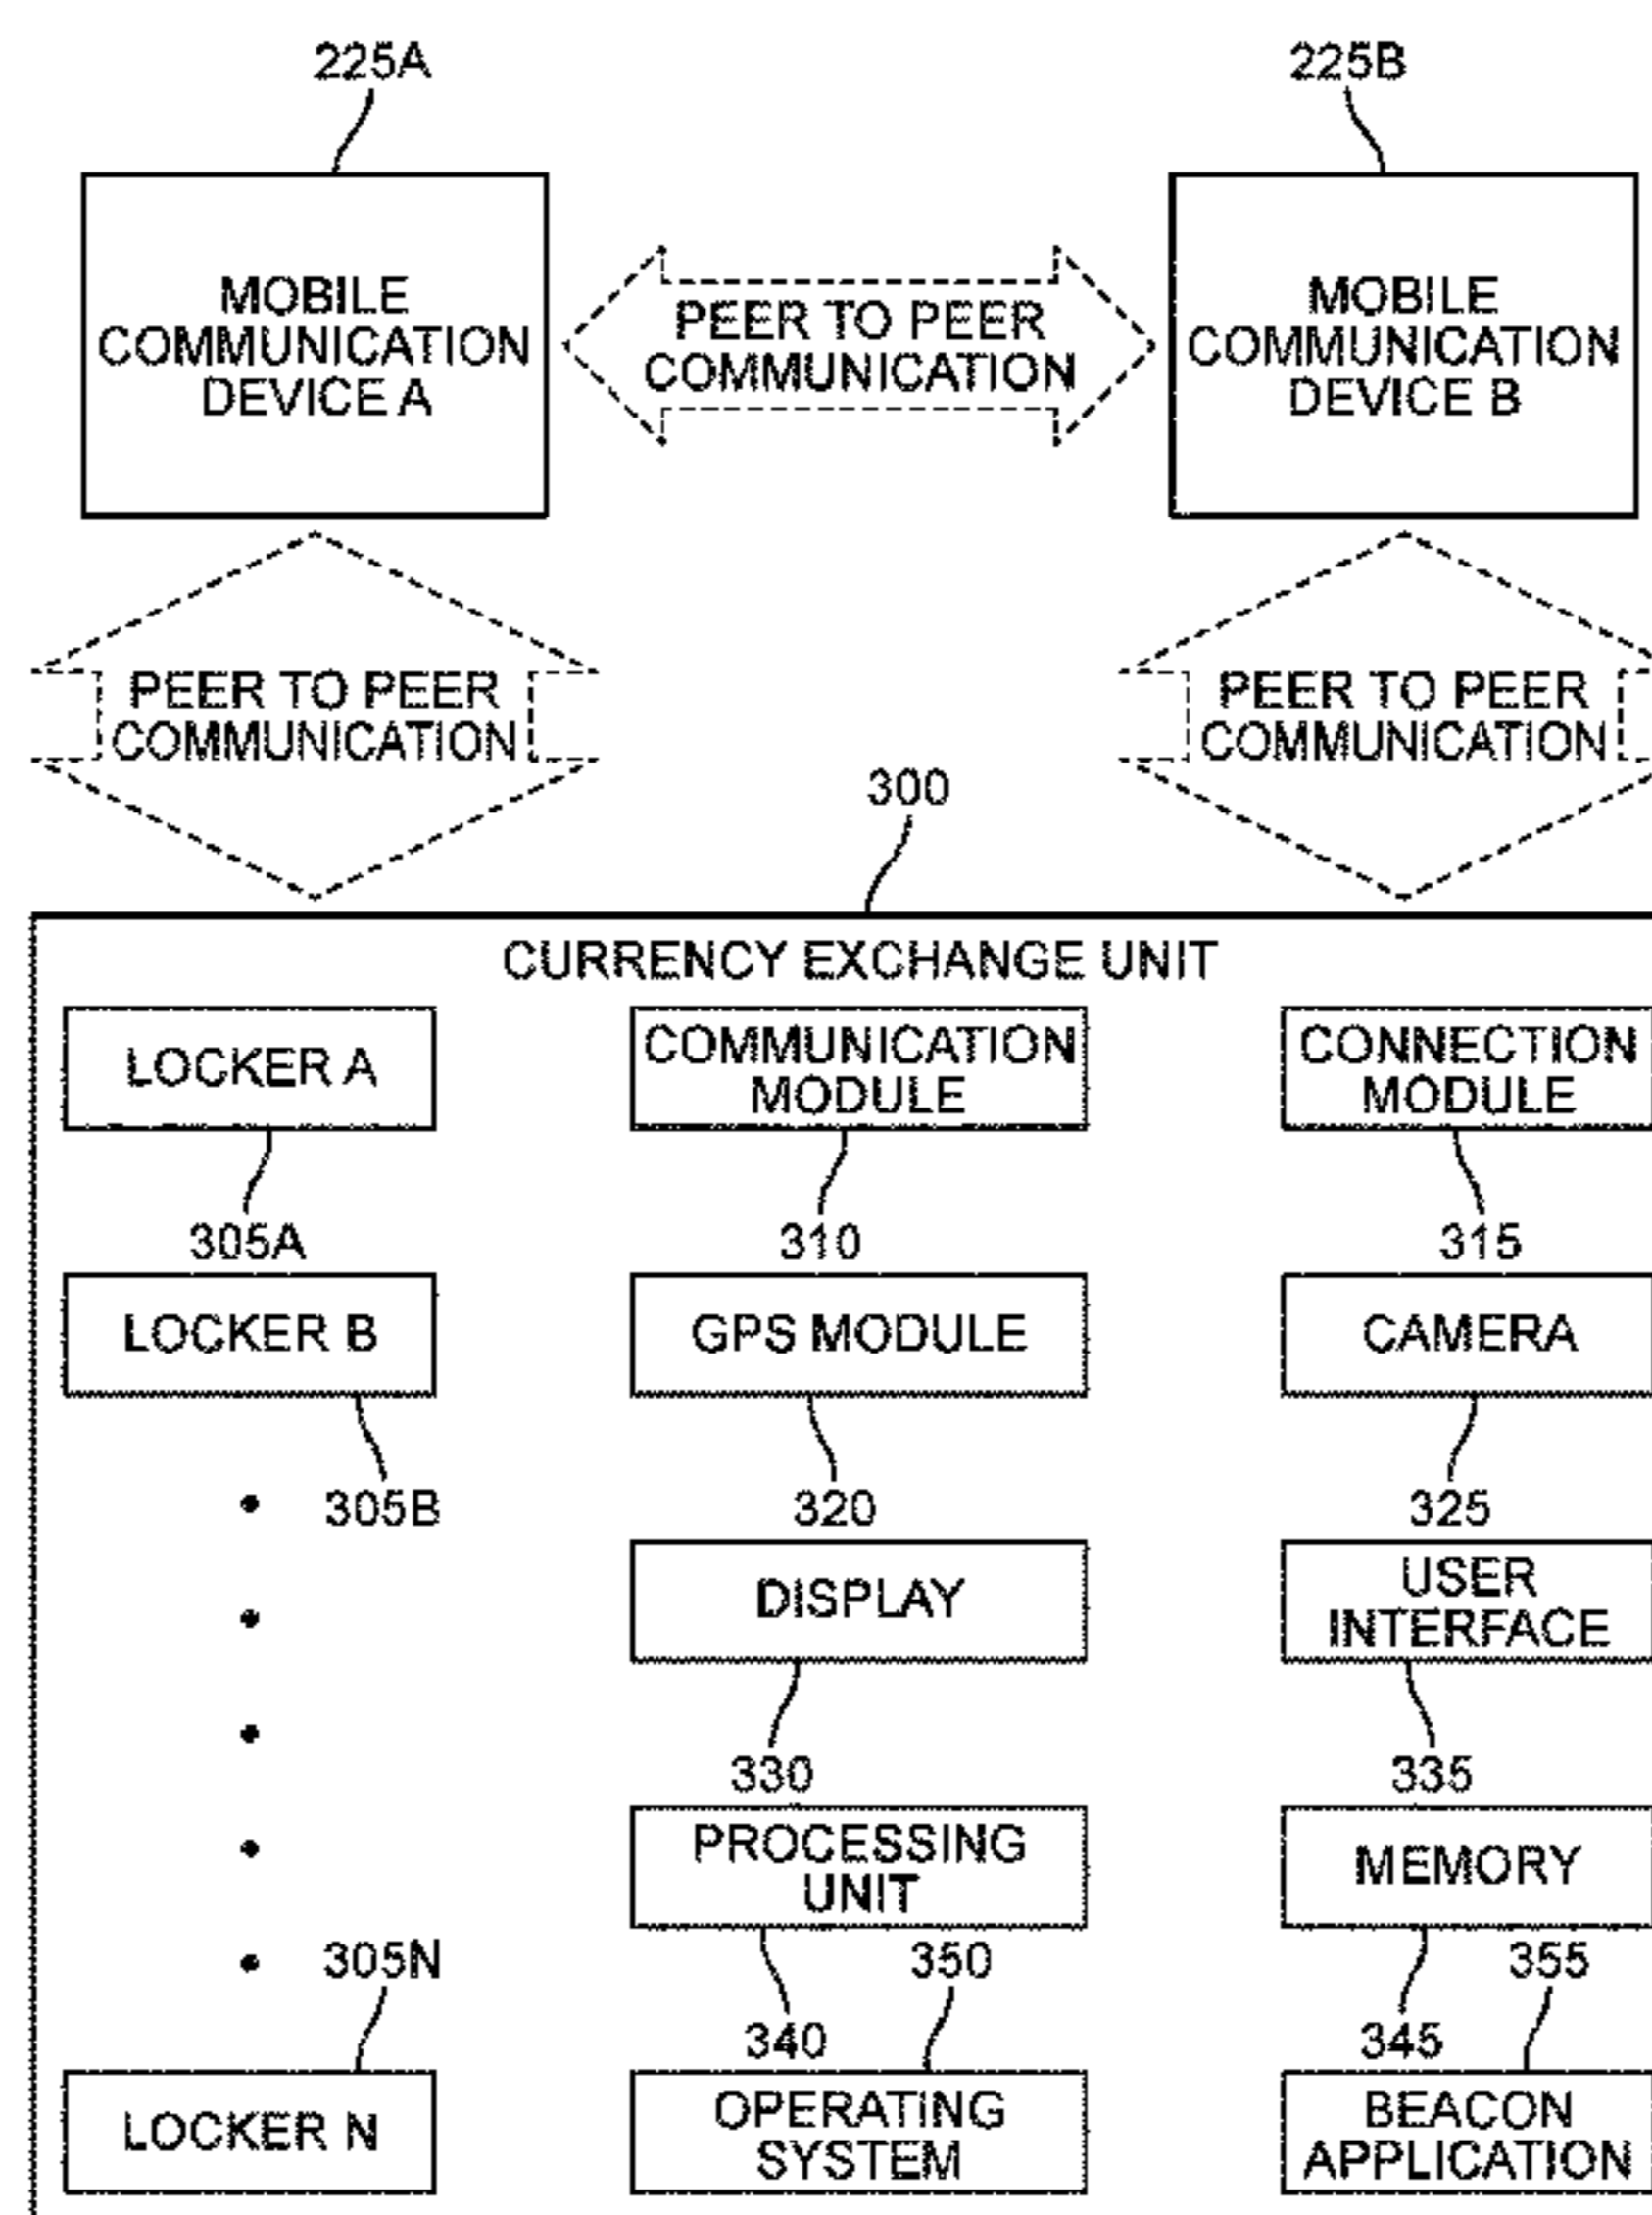 225A
225B
MOBILE
COMMUNICATION
DEVICE A
PEER TO PEER
COMMUNICATION
MOBILE
COMMUNICATION
DEVICE B
PEER TO PEER
COMMUNICATION
PEER TO PEER
COMMUNICATION
300
CURRENCY EXCHANGE UNIT
LOCKER A
COMMUNICATION
MODULE
CONNECTION
MODULE
305A
310
315
LOCKER B
GPS MODULE
CAMERA
305B
320
325
DISPLAY
USER
INTERFACE
330
335
PROCESSING
UNIT
MEMORY
305N
350
355
340
345
LOCKER N
OPERATING
SYSTEM
BEACON
APPLICATION